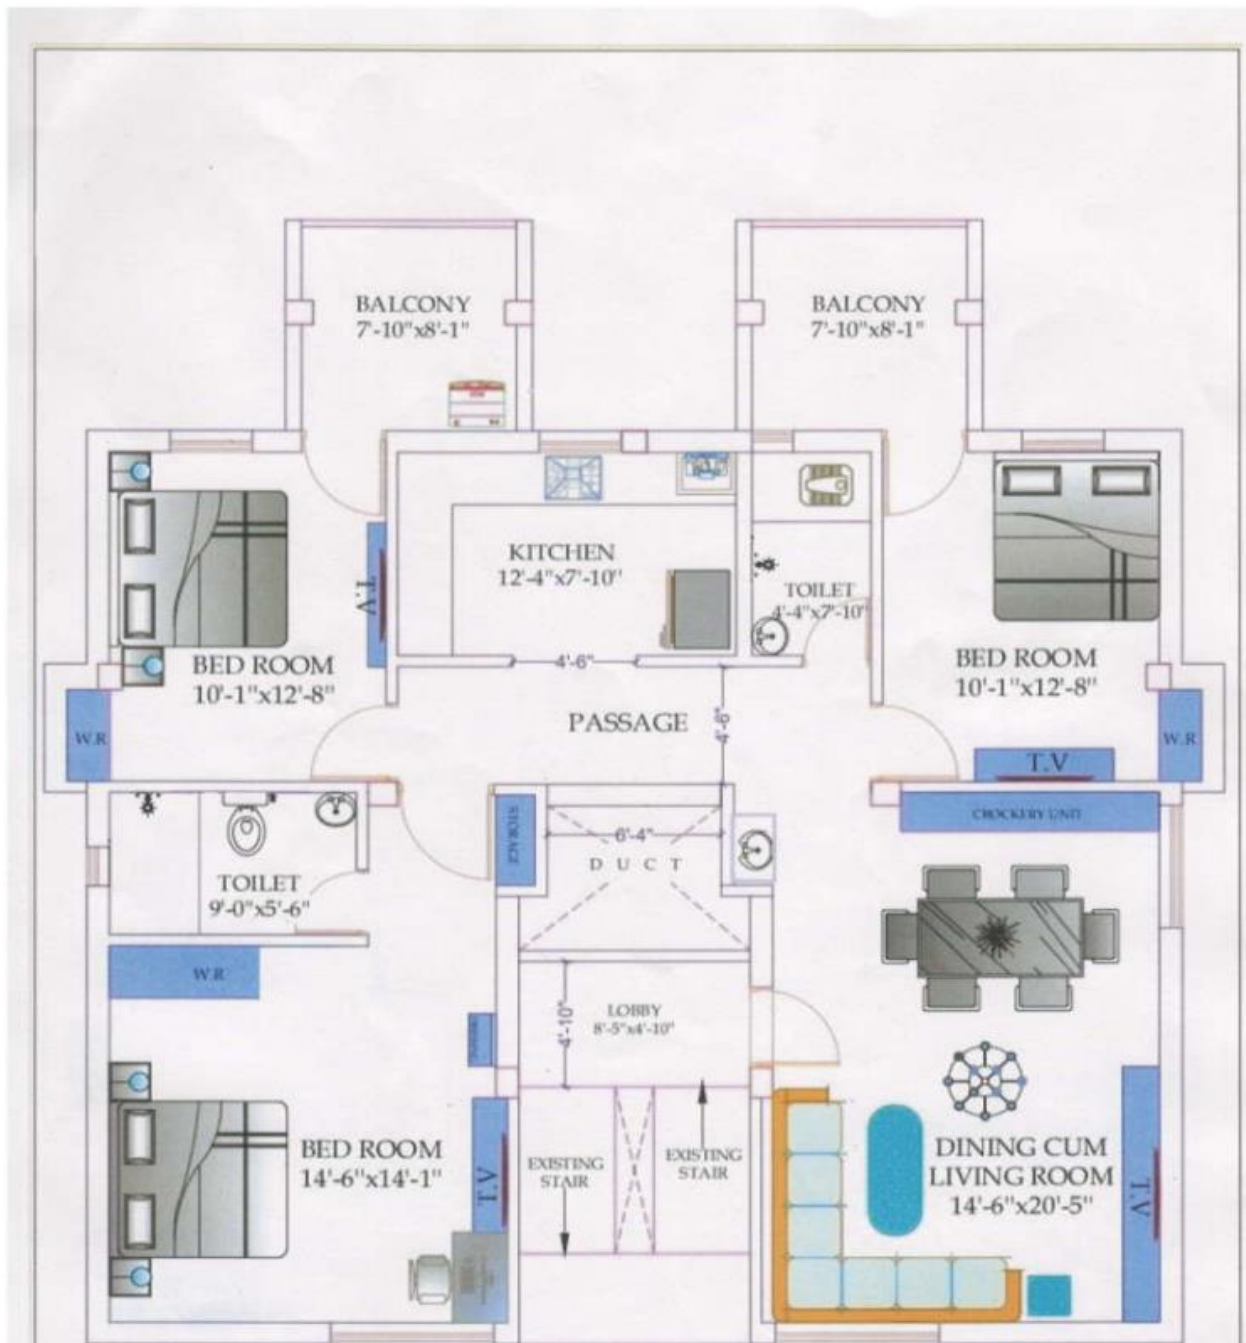 BALCONY
7'-10"x8'-1"
BALCONY
7'-10"x8'-1"
KITCHEN
12'-4"x7'-10"
T.V
TOILET
4'-4"x7'-10"
BED ROOM
10'-1"x12'-8"
4'-6"
BED ROOM
10'-1"x12'-8"
W.R
PASSAGE
4'-6"
W.R
T.V
STORAGE
6'-4"
DUCT
CROCKERY UNIT
TOILET
9'-0"x5'-6"
W.R
4'-10"
LOBBY
8'-5"x4'-10"
BED ROOM
14'-6"x14'-1"
T.V
EXISTING
STAIR
EXISTING
STAIR
DINING CUM
LIVING ROOM
14'-6"x20'-5"
T.V